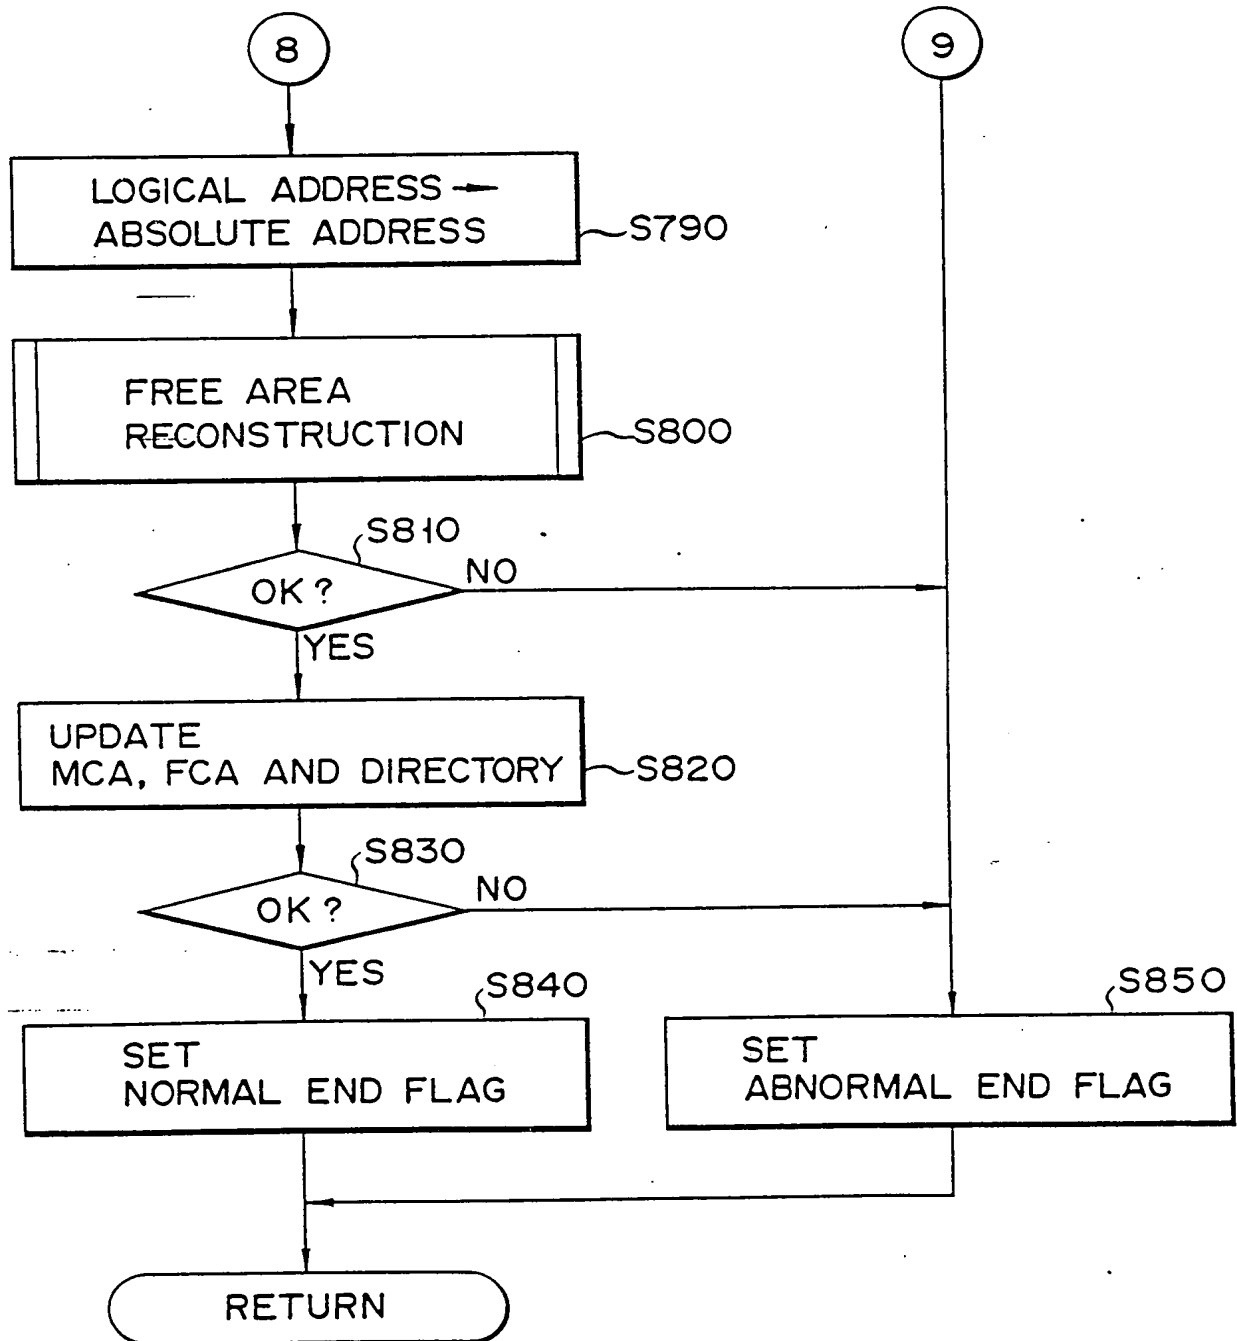 8
9
LOGICAL ADDRESS →
ABSOLUTE ADDRESS
S790
FREE AREA
RECONSTRUCTION
S800
S810
OK?
NO
YES
UPDATE
MCA, FCA AND DIRECTORY
S820
S830
OK?
NO
YES
S840
SET
NORMAL END FLAG
S850
SET
ABNORMAL END FLAG
RETURN